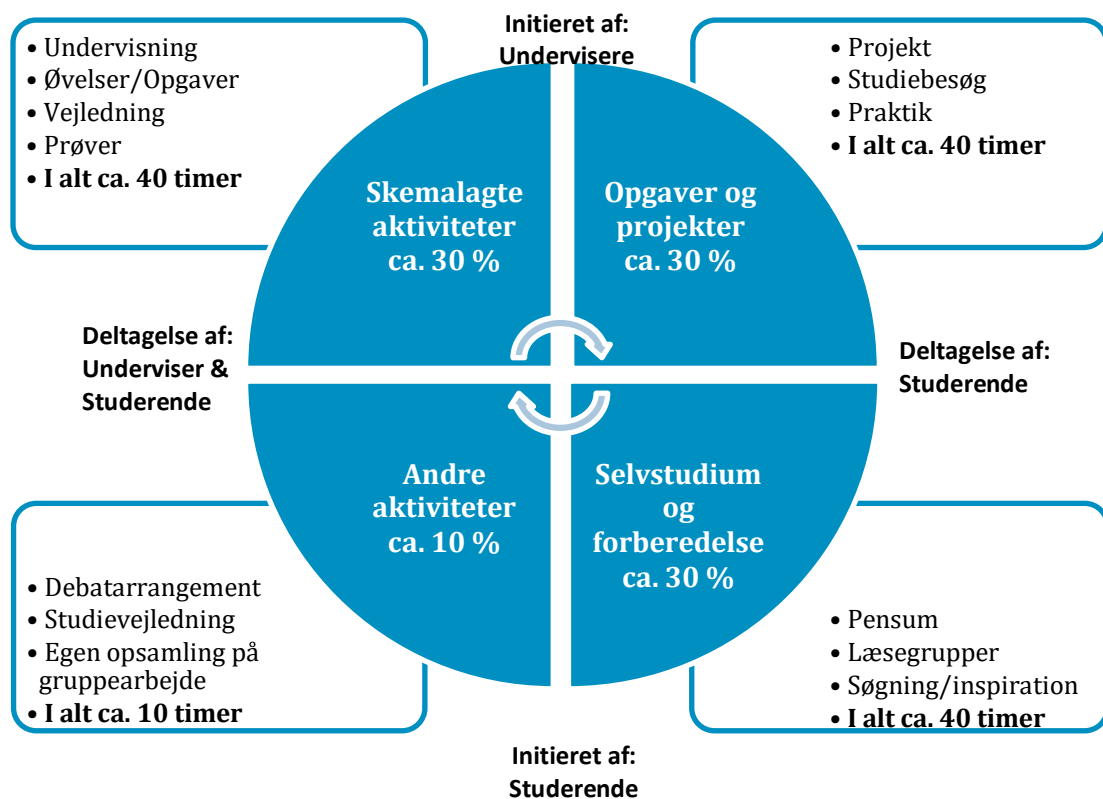 Initieret af:
Undervisere
• Undervisning
• Øvelser/Opgaver
• Vejledning
• Prøver
• I alt ca. 40 timer
• Projekt
• Studiebesøg
• Praktik
• I alt ca. 40 timer
Skemalagte
aktiviteter
ca. 30 %
Opgaver og
projekter
ca. 30 %
Deltagelse af:
Underviser &
Studerende
Deltagelse af:
Studerende
Andre
aktiviteter
ca. 10 %
Selvstudium
og
forberedelse
ca. 30 %
• Debatarrangement
• Studievejledning
• Egen opsamling på
gruppearbejde
• I alt ca. 10 timer
• Pensum
• Læsegrupper
• Søgning/inspiration
• I alt ca. 40 timer
Initieret af:
Studerende